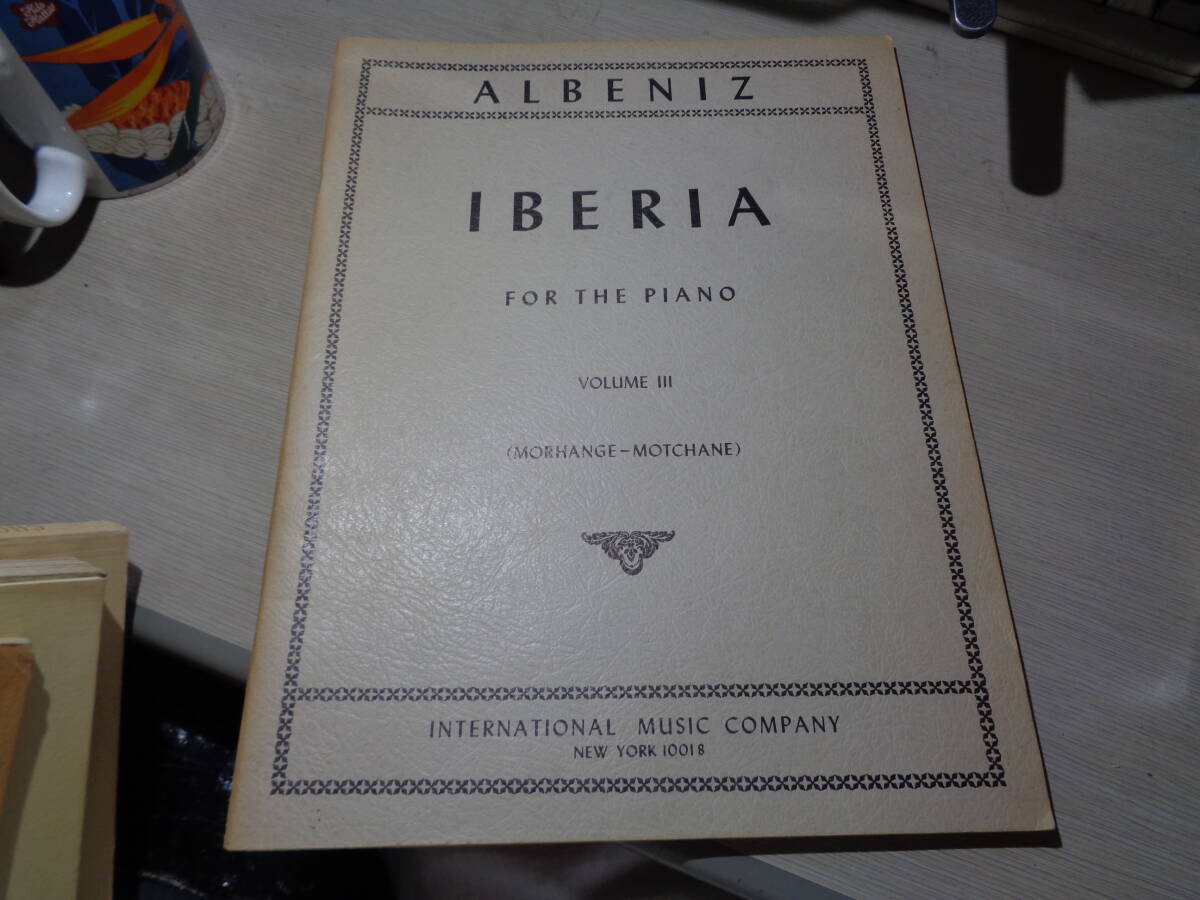 ALBENIZ
IBERIA
FOR THE PIANO
VOLUME III
(MORHANGE-MOTCHANE)
INTERNATIONAL MUSIC COMPANY
NEW YORK 10018